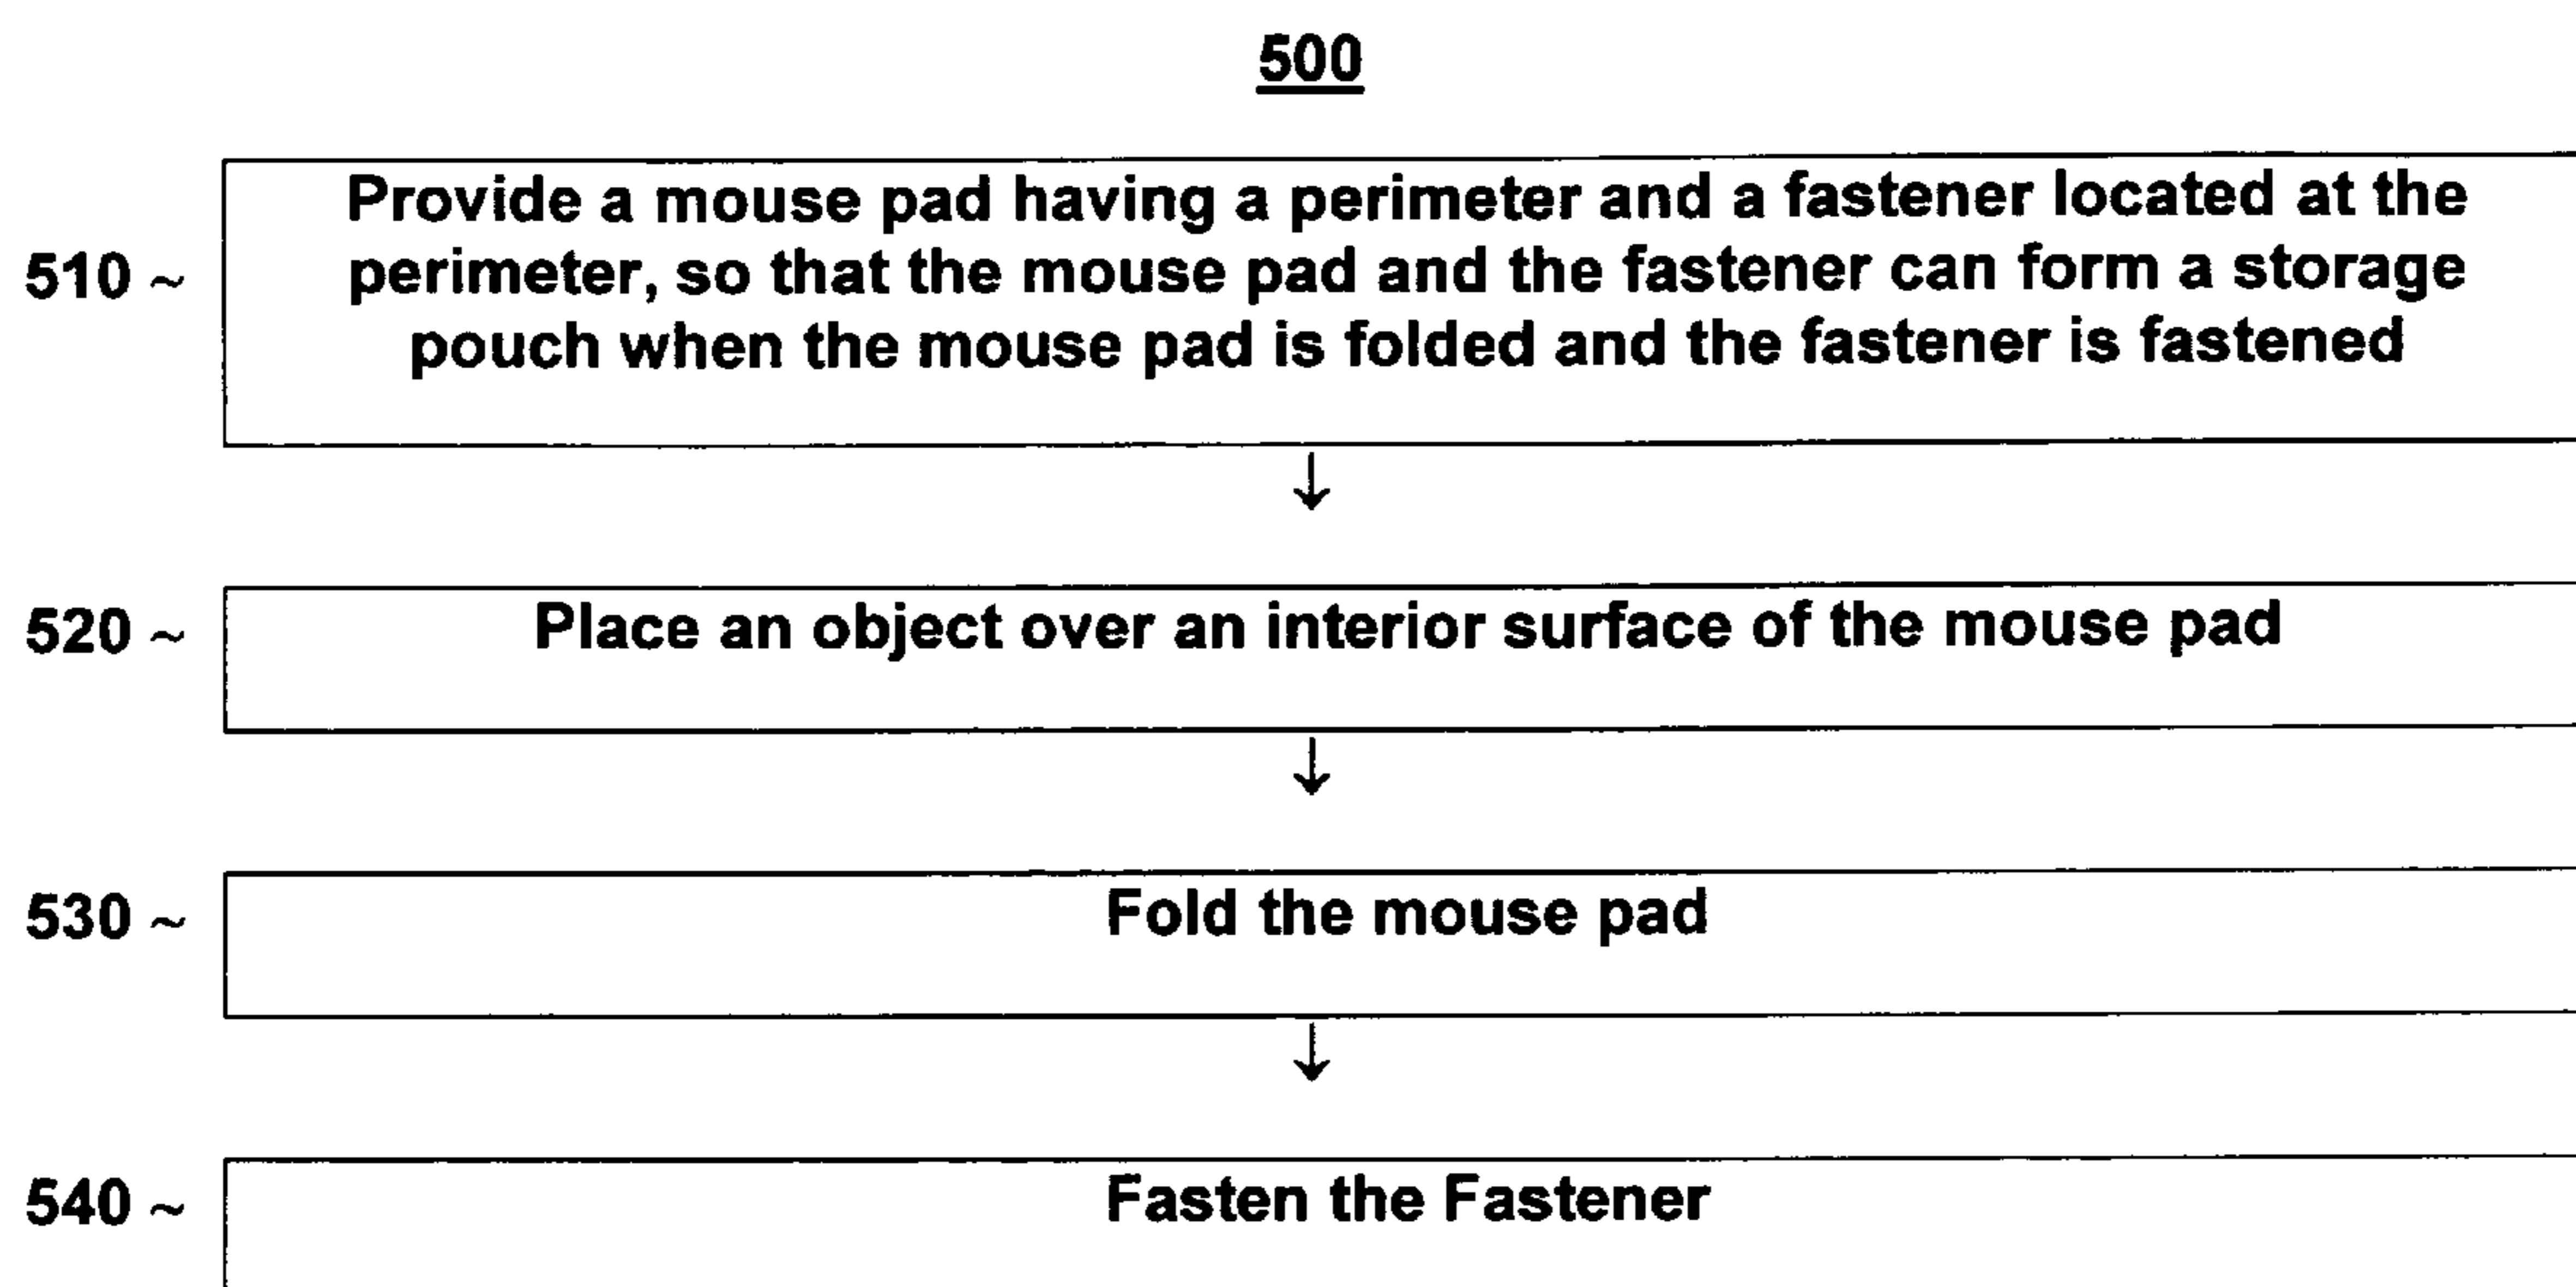 500
Provide a mouse pad having a perimeter and a fastener located at the
510 ~ perimeter, so that the mouse pad and the fastener can form a storage
pouch when the mouse pad is folded and the fastener is fastened
520 ~ Place an object over an interior surface of the mouse pad
530 ~ Fold the mouse pad
540 ~ Fasten the Fastener